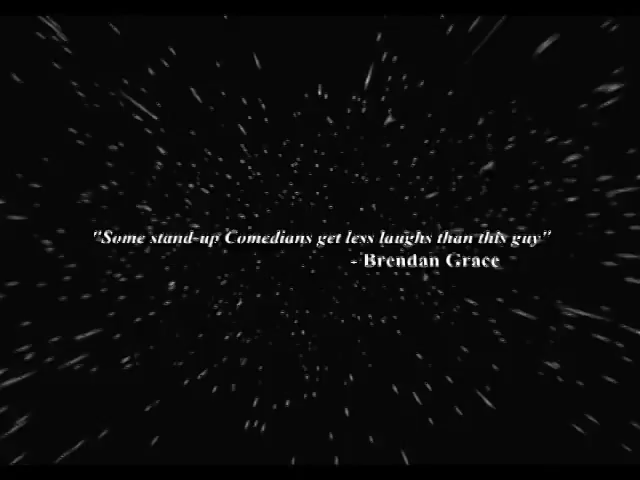 "Some stand-up Comedians get less laughs than this guy"
- Brendan Grace